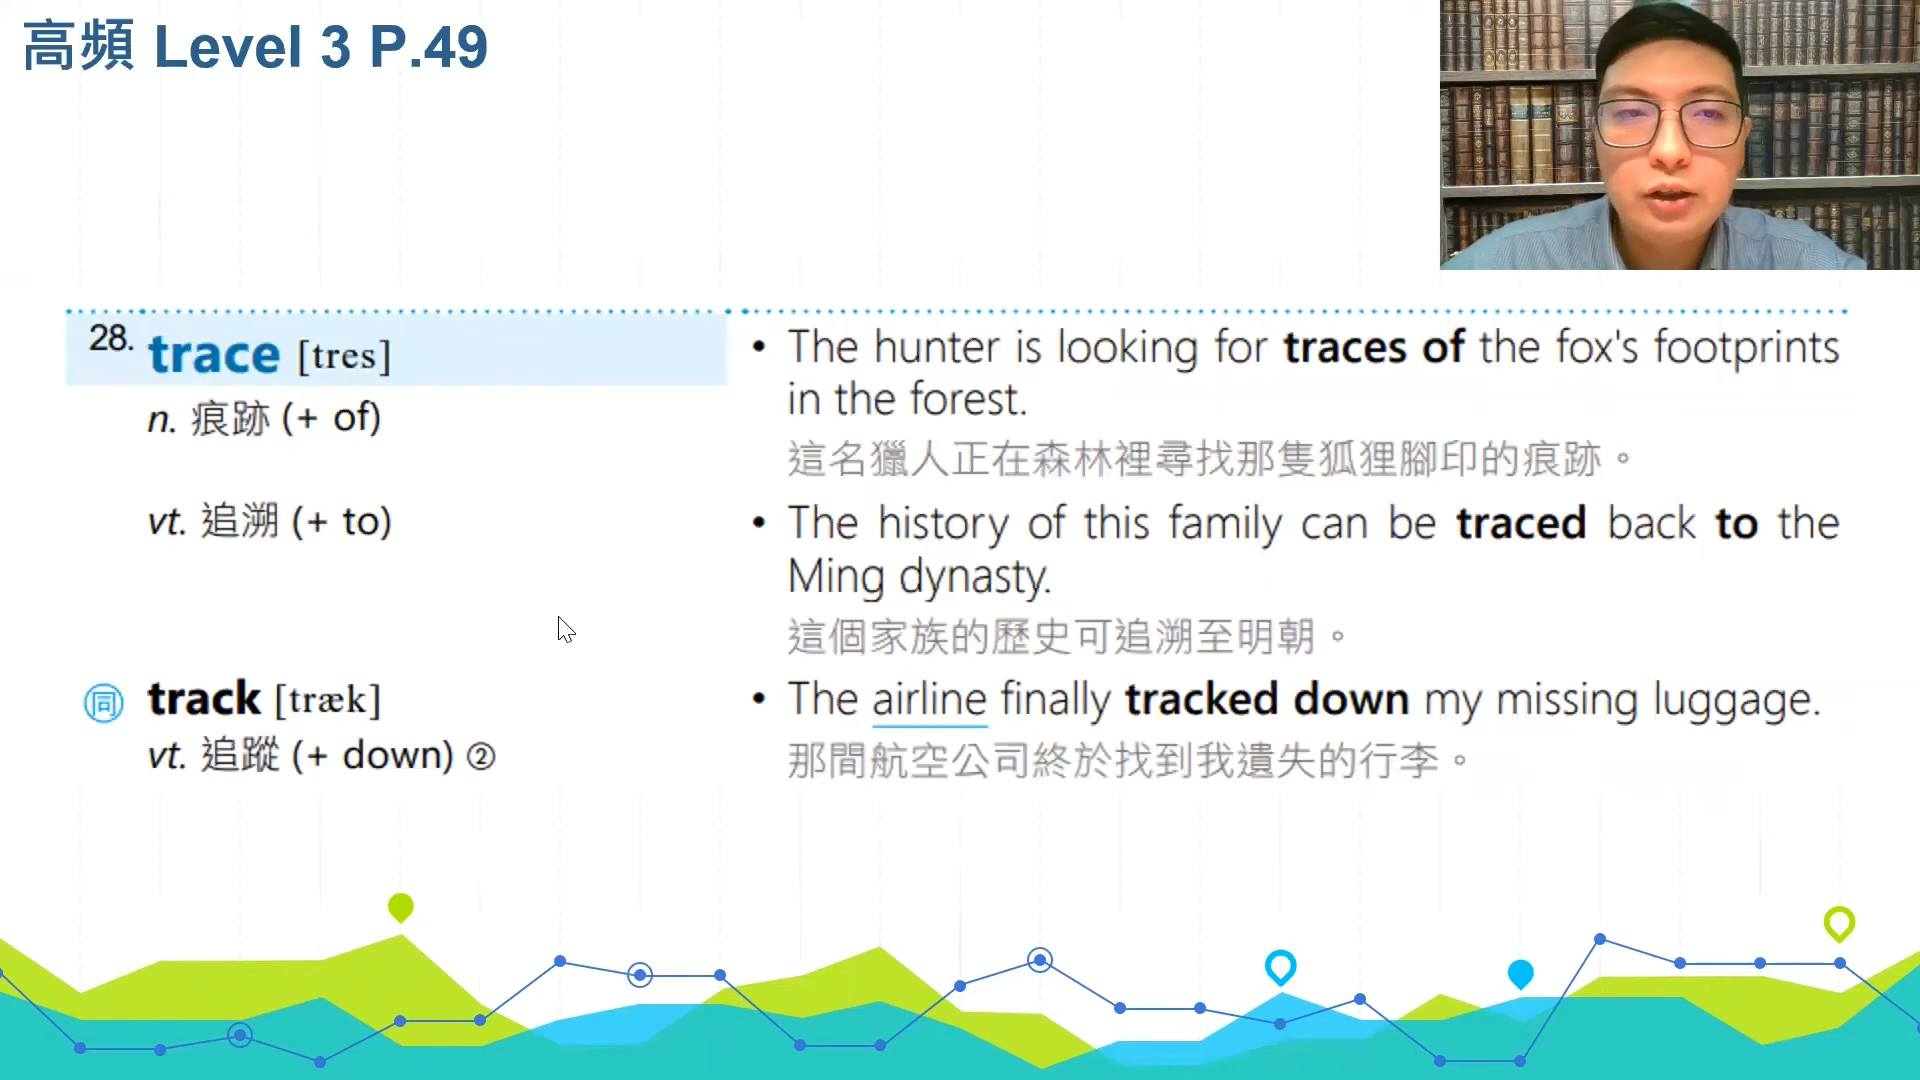 高頻 Level 3 P.49
28. trace [tres]
n. 痕跡 (+ of)
vt. 追溯 (+ to)
同 track [træk]
vt. 追蹤 (+ down) ②
• The hunter is looking for traces of the fox's footprints
in the forest.
這名獵人正在森林裡尋找那隻狐狸腳印的痕跡。
• The history of this family can be traced back to the
Ming dynasty.
這個家族的歷史可追溯至明朝。
• The airline finally tracked down my missing luggage.
那間航空公司終於找到我遺失的行李。